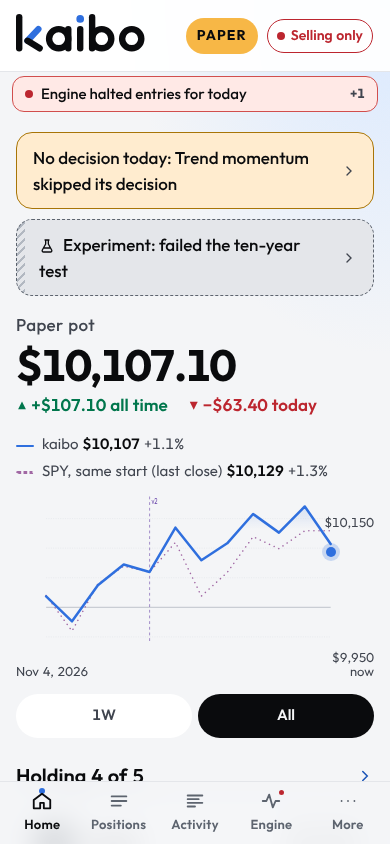 kaibo
PAPER
Selling only
Engine halted entries for today
+1
No decision today: Trend momentum
skipped its decision
Experiment: failed the ten-year
test
Paper pot
$10,107.10
▲ +$107.10 all time ▼ −$63.40 today
kaibo $10,107 +1.1%
SPY, same start (last close) $10,129 +1.3%
v2
$10,150
$9,950
Nov 4, 2026
now
1W
All
Holding 4 of 5
Home
Positions
Activity
Engine
More